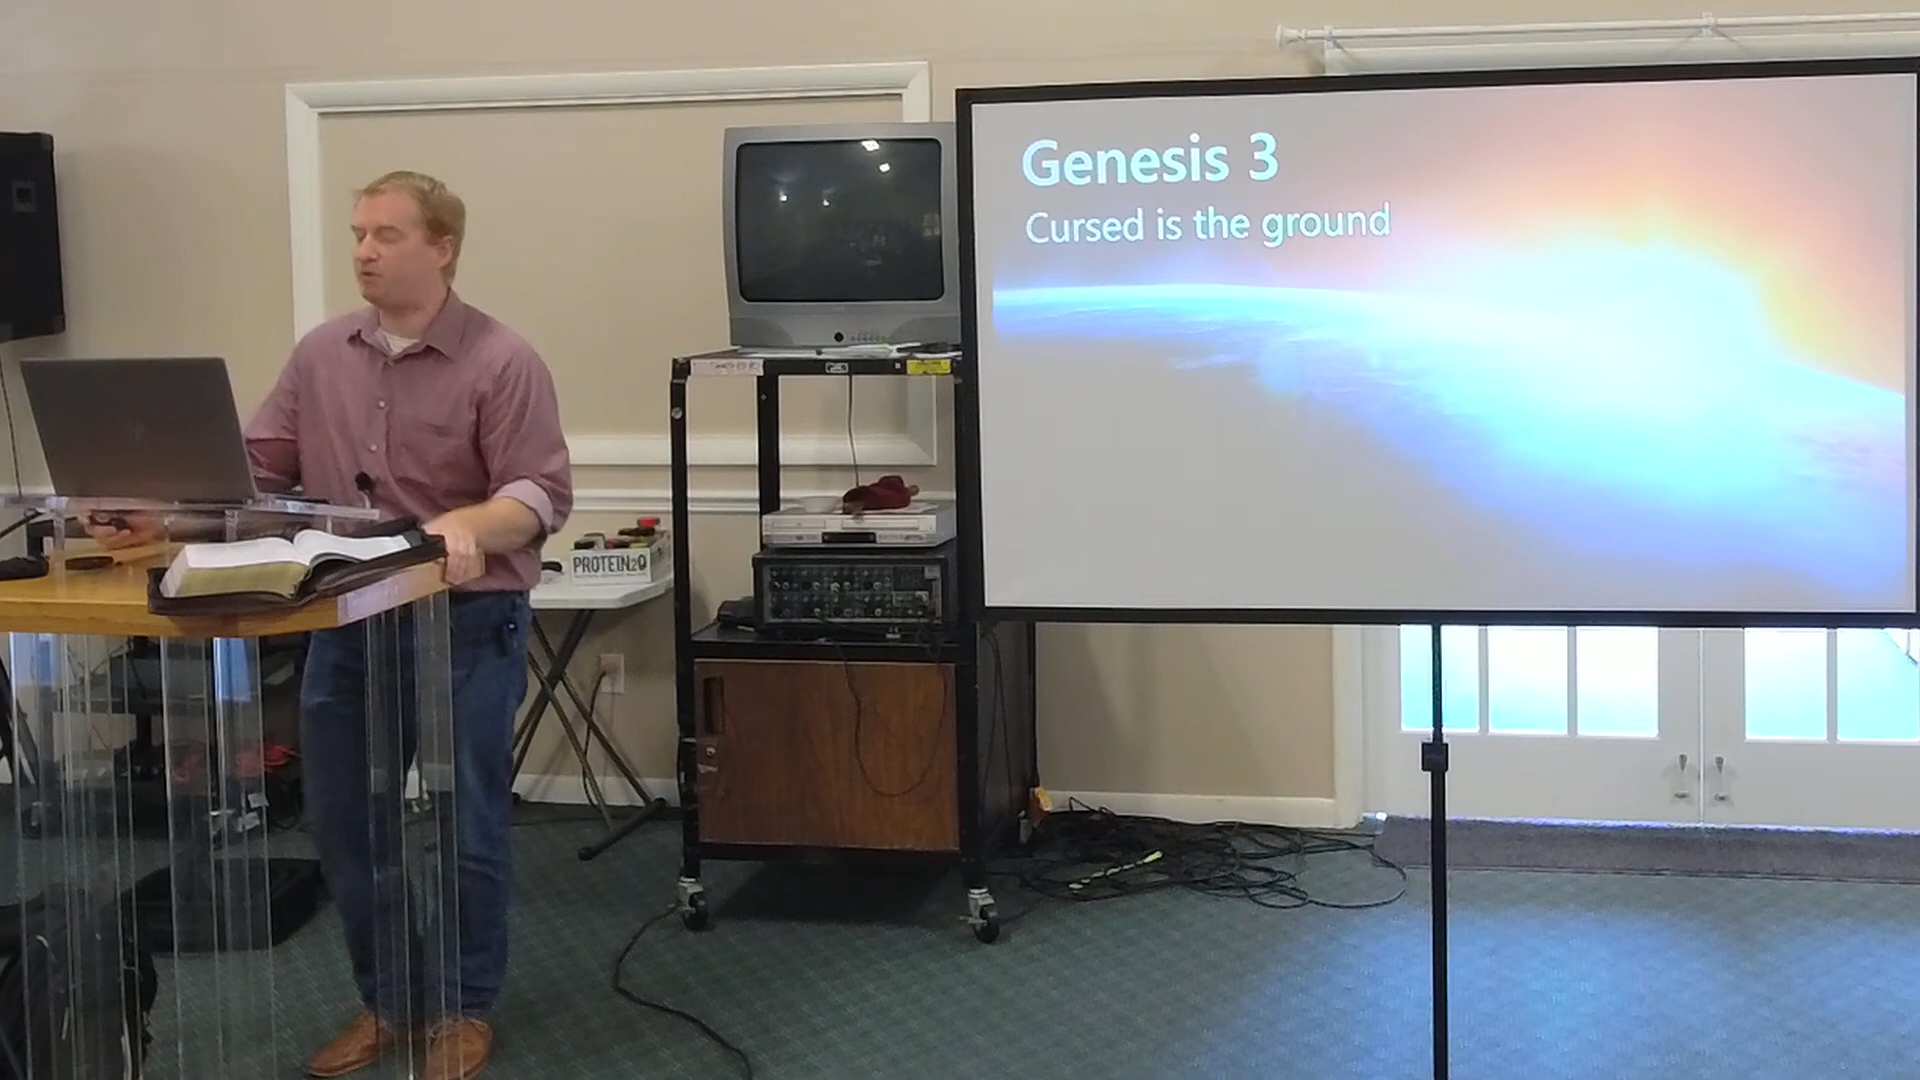 Genesis 3
Cursed is the ground
PROTEIN2O